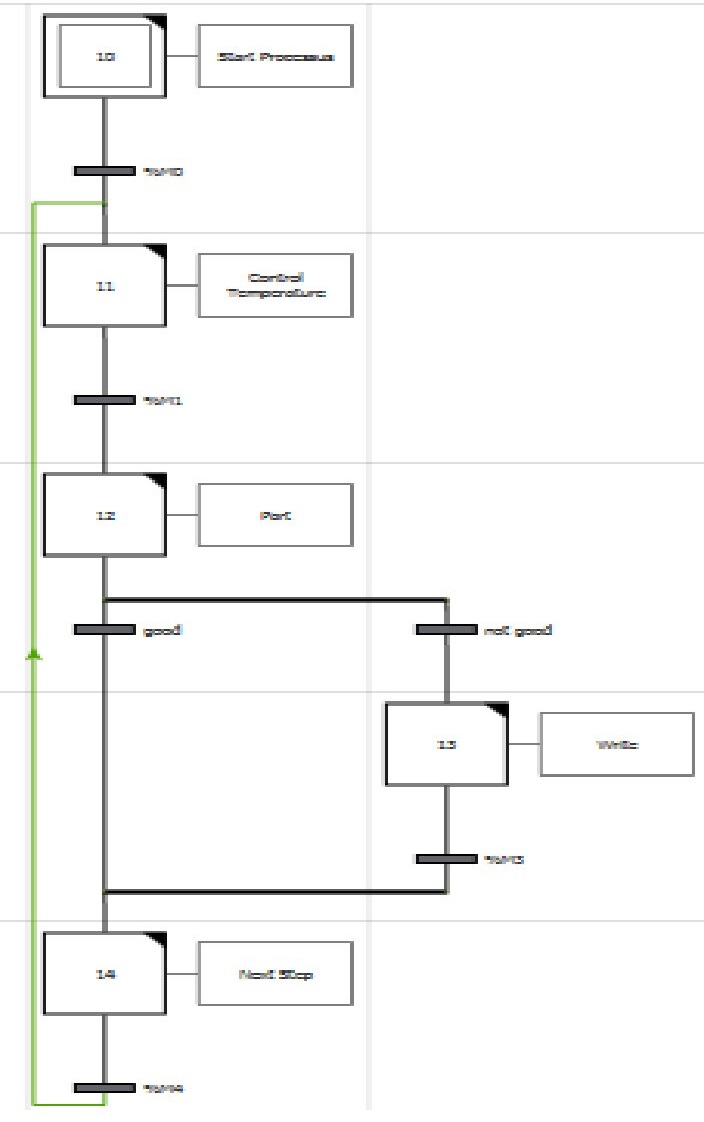 10
Start Processus
%M0
11
Control
Temperature
%M1
12
Part
good
not good
13
Write
%M3
14
Next Step
%M4